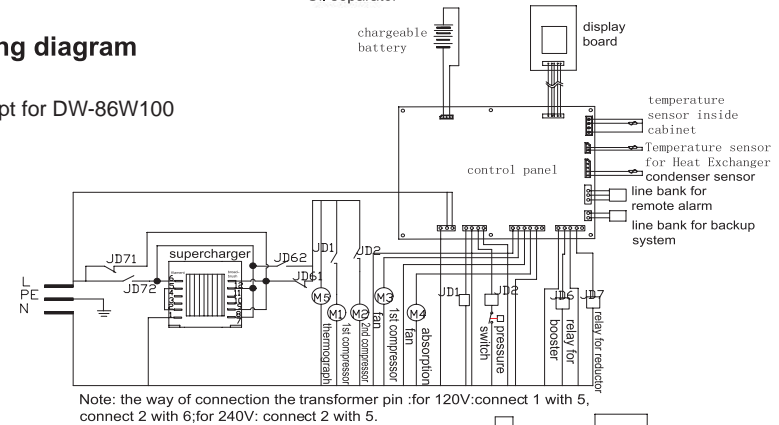 ng diagram
pt for DW-86W100
chargeable
battery
display
board
temperature
sensor inside
cabinet
Temperature sensor
for Heat Exchanger
condenser sensor
control panel
line bank for
remote alarm
line bank for backup
system
JD71
supercharger
JD62
JD1
JD2
L
PE
N
JD72
JD61
M5
M1
M2
M3
M4
thermograph
1st compressor
2nd compressor
1st compressor
fan
absorption
fan
JD1
JD2
pressure
switch
JD6
JD7
relay for
booster
relay for reductor
Note: the way of connection the transformer pin :for 120V:connect 1 with 5,
connect 2 with 6;for 240V: connect 2 with 5.